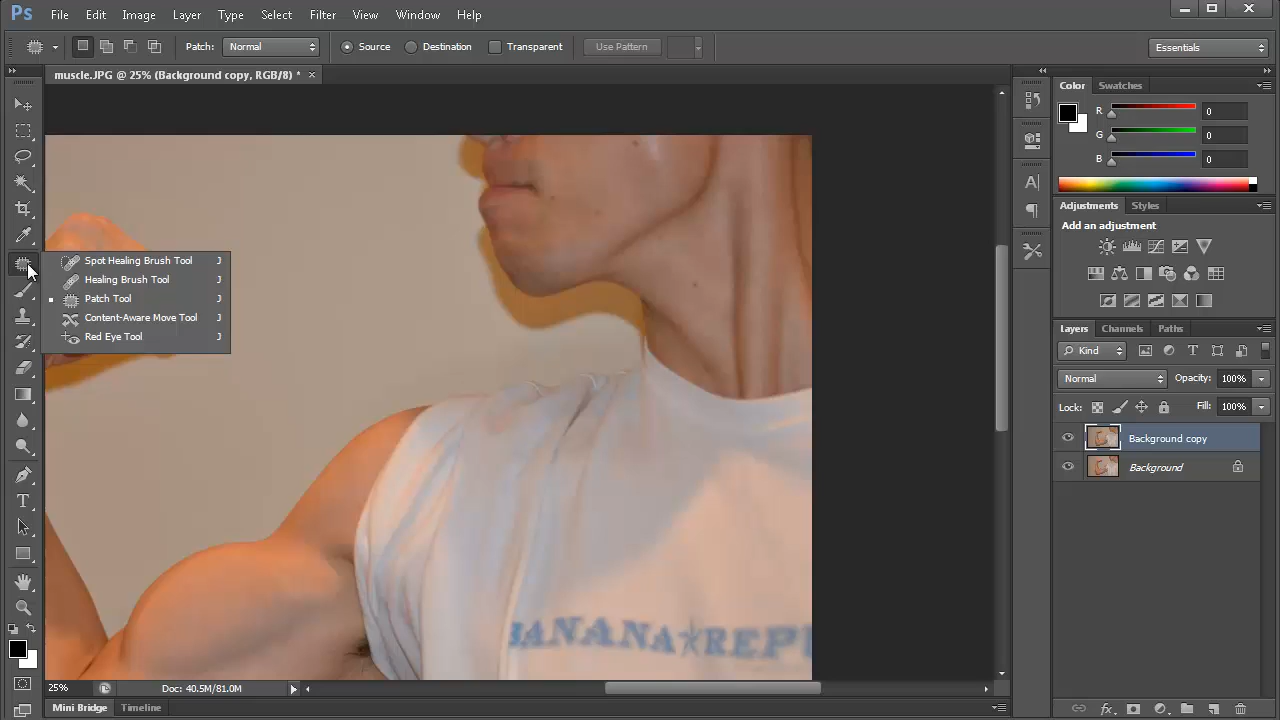 Ps File Edit Image Layer Type Select Filter View Window Help
Patch: Normal Source Destination Transparent Use Pattern Essentials
muscle.JPG @ 25% (Background copy, RGB/8) * ×
Color Swatches
R 0
G 0
B 0
Adjustments Styles
Add an adjustment
Spot Healing Brush Tool J
Healing Brush Tool J
Patch Tool J
Content-Aware Move Tool J
Red Eye Tool J
Layers Channels Paths
Kind
Normal Opacity: 100%
Lock: Fill: 100%
Background copy
Background
BANANA★REPU
25% Doc: 40.5M/81.0M
Mini Bridge Timeline